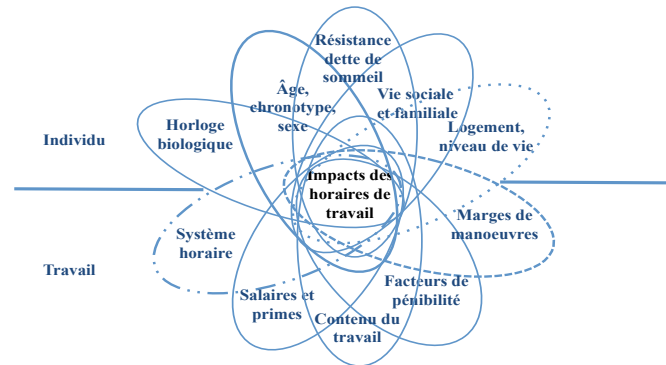 Résistance
dette de
sommeil
Âge,
chronotype,
sexe
Vie sociale
et familiale
Horloge
biologique
Logement,
niveau de vie
Individu
Impacts des
horaires de
travail
Système
horaire
Marges de
manoeuvres
Travail
Salaires et
primes
Facteurs de
pénibilité
Contenu du
travail